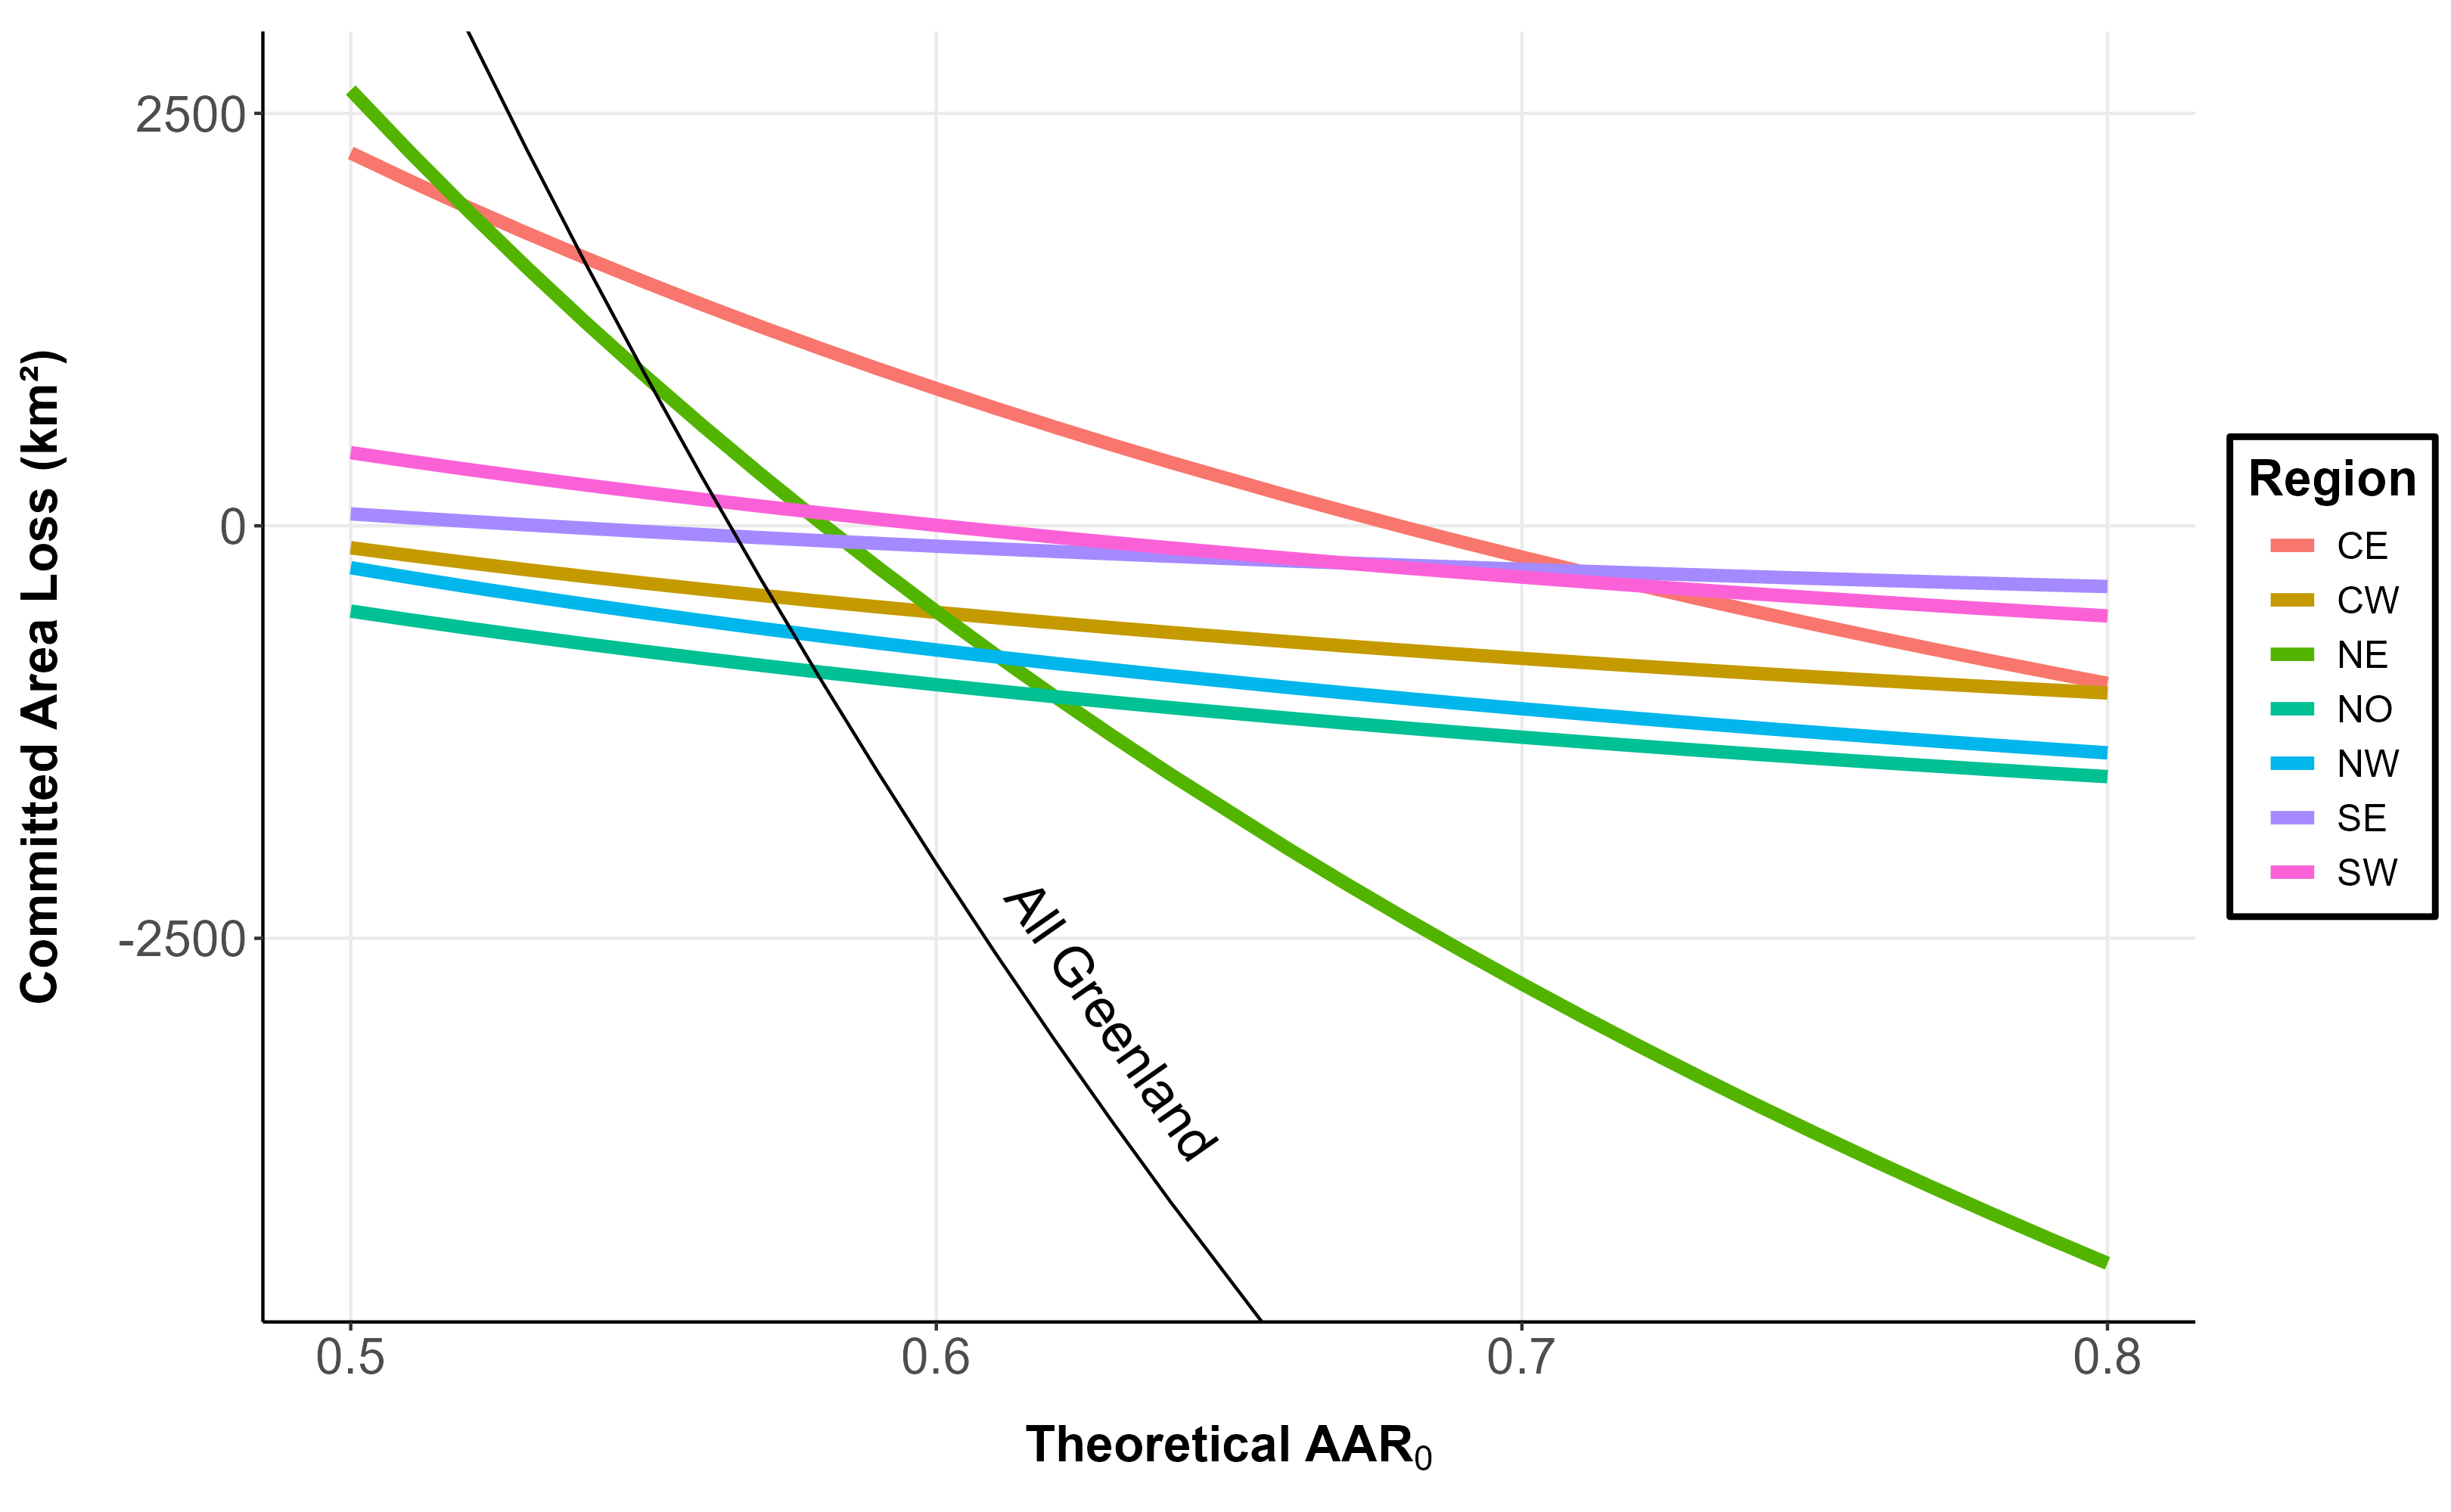 Committed Area Loss (km²)
2500
0
-2500
All Greenland
0.5
0.6
0.7
0.8
Theoretical AAR₀
Region
CE
CW
NE
NO
NW
SE
SW